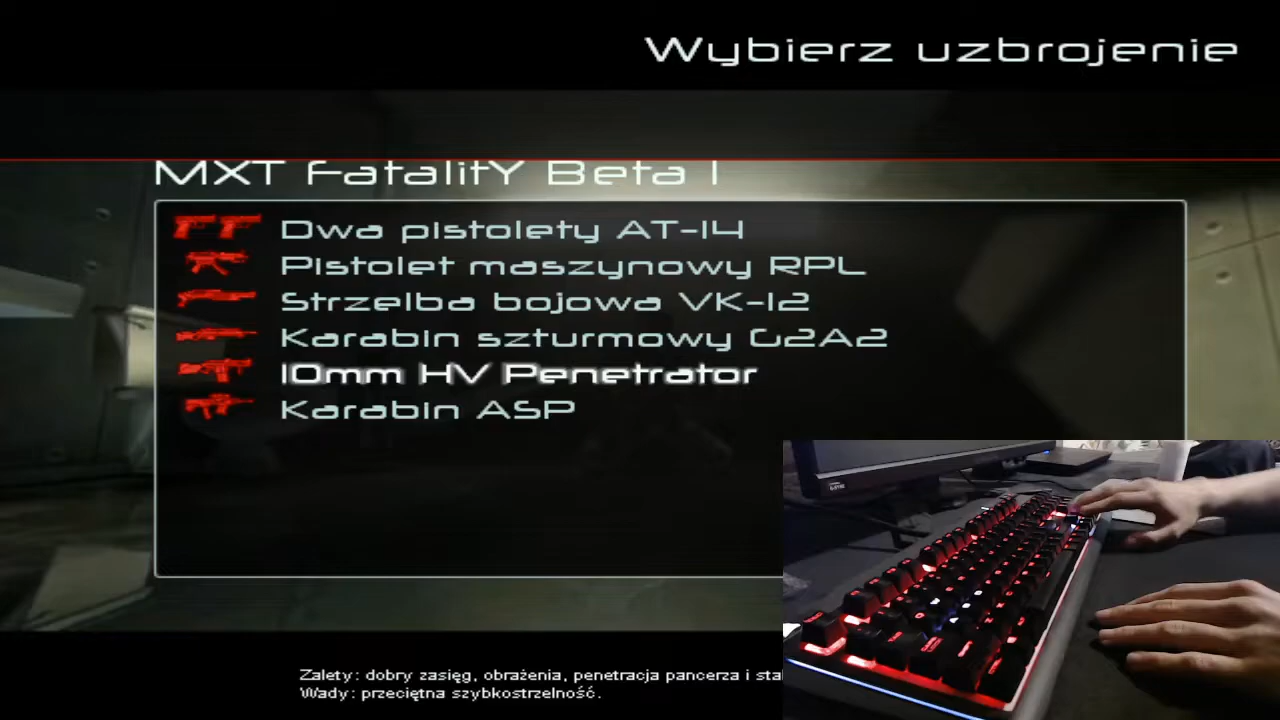 Wybierz uzbrojenie
MXT FatalitY Beta 1
Dwa pistolety AT-14
Pistolet maszynowy RPL
Strzelba bojowa VK-12
Karabin szturmowy G2A2
10mm HV Penetrator
Karabin ASP
Zalety: dobry zasięg, obrażenia, penetracja pancerza i
Wady: przeciętna szybkostrzelność.